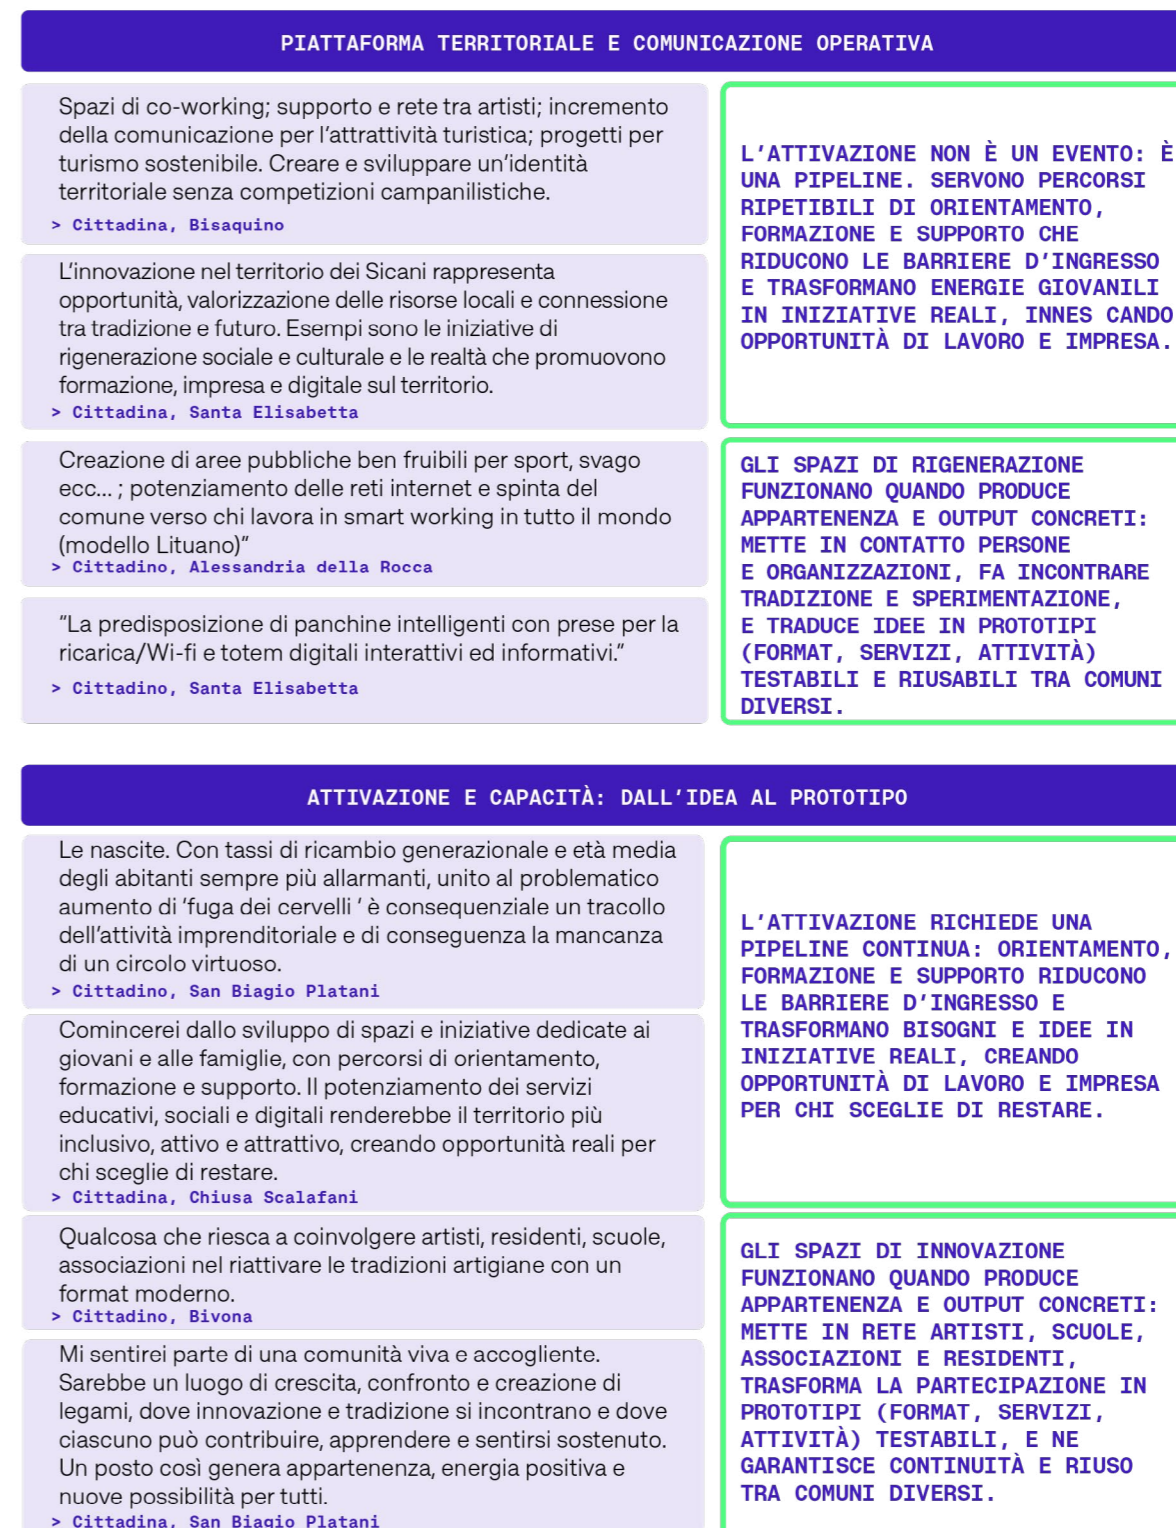 PIATTAFORMA TERRITORIALE E COMUNICAZIONE OPERATIVA
Spazi di co-working; supporto e rete tra artisti; incremento
della comunicazione per l'attrattività turistica; progetti per
turismo sostenibile. Creare e sviluppare un'identità
territoriale senza competizioni campanilistiche.
> Cittadina, Bisaquino
L'innovazione nel territorio dei Sicani rappresenta
opportunità, valorizzazione delle risorse locali e connessione
tra tradizione e futuro. Esempi sono le iniziative di
rigenerazione sociale e culturale e le realtà che promuovono
formazione, impresa e digitale sul territorio.
> Cittadina, Santa Elisabetta
L'ATTIVAZIONE NON È UN EVENTO: È
UNA PIPELINE. SERVONO PERCORSI
RIPETIBILI DI ORIENTAMENTO,
FORMAZIONE E SUPPORTO CHE
RIDUCONO LE BARRIERE D'INGRESSO
E TRASFORMANO ENERGIE GIOVANILI
IN INIZIATIVE REALI, INNES CANDO
OPPORTUNITÀ DI LAVORO E IMPRESA.
Creazione di aree pubbliche ben fruibili per sport, svago
ecc... ; potenziamento delle reti internet e spinta del
comune verso chi lavora in smart working in tutto il mondo
(modello Lituano)”
> Cittadino, Alessandria della Rocca
“La predisposizione di panchine intelligenti con prese per la
ricarica/Wi-fi e totem digitali interattivi ed informativi.”
> Cittadino, Santa Elisabetta
GLI SPAZI DI RIGENERAZIONE
FUNZIONANO QUANDO PRODUCE
APPARTENENZA E OUTPUT CONCRETI:
METTE IN CONTATTO PERSONE
E ORGANIZZAZIONI, FA INCONTRARE
TRADIZIONE E SPERIMENTAZIONE,
E TRADUCE IDEE IN PROTOTIPI
(FORMAT, SERVIZI, ATTIVITÀ)
TESTABILI E RIUSABILI TRA COMUNI
DIVERSI.
ATTIVAZIONE E CAPACITÀ: DALL'IDEA AL PROTOTIPO
Le nascite. Con tassi di ricambio generazionale e età media
degli abitanti sempre più allarmanti, unito al problematico
aumento di ‘fuga dei cervelli ‘ è consequenziale un tracollo
dell'attività imprenditoriale e di conseguenza la mancanza
di un circolo virtuoso.
> Cittadino, San Biagio Platani
Comincerei dallo sviluppo di spazi e iniziative dedicate ai
giovani e alle famiglie, con percorsi di orientamento,
formazione e supporto. Il potenziamento dei servizi
educativi, sociali e digitali renderebbe il territorio più
inclusivo, attivo e attrattivo, creando opportunità reali per
chi sceglie di restare.
> Cittadina, Chiusa Scalafani
L'ATTIVAZIONE RICHIEDE UNA
PIPELINE CONTINUA: ORIENTAMENTO,
FORMAZIONE E SUPPORTO RIDUCONO
LE BARRIERE D'INGRESSO E
TRASFORMANO BISOGNI E IDEE IN
INIZIATIVE REALI, CREANDO
OPPORTUNITÀ DI LAVORO E IMPRESA
PER CHI SCEGLIE DI RESTARE.
Qualcosa che riesca a coinvolgere artisti, residenti, scuole,
associazioni nel riattivare le tradizioni artigiane con un
format moderno.
> Cittadino, Bivona
Mi sentirei parte di una comunità viva e accogliente.
Sarebbe un luogo di crescita, confronto e creazione di
legami, dove innovazione e tradizione si incontrano e dove
ciascuno può contribuire, apprendere e sentirsi sostenuto.
Un posto così genera appartenenza, energia positiva e
nuove possibilità per tutti.
> Cittadina, San Biagio Platani
GLI SPAZI DI INNOVAZIONE
FUNZIONANO QUANDO PRODUCE
APPARTENENZA E OUTPUT CONCRETI:
METTE IN RETE ARTISTI, SCUOLE,
ASSOCIAZIONI E RESIDENTI,
TRASFORMA LA PARTECIPAZIONE IN
PROTOTIPI (FORMAT, SERVIZI,
ATTIVITÀ) TESTABILI, E NE
GARANTISCE CONTINUITÀ E RIUSO
TRA COMUNI DIVERSI.